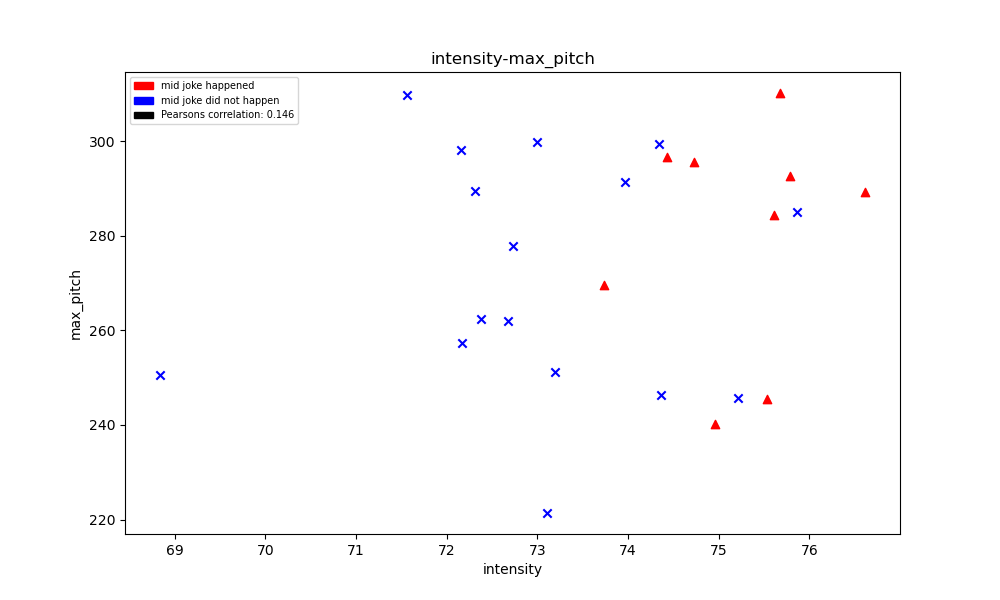 intensity-max_pitch
mid joke happened
mid joke did not happen
Pearsons correlation: 0.146
max_pitch
300
280
260
240
220
69 70 71 72 73 74 75 76
intensity